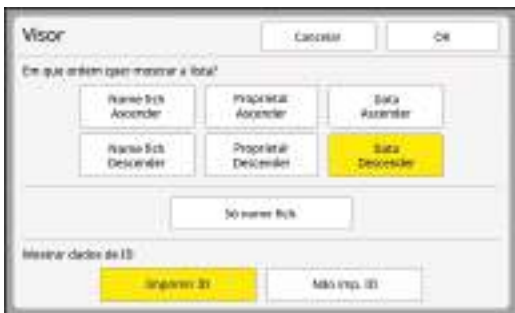 Visor
Cancelar
OK
Em que ordem quer mostrar a lista?
Nome fich
Ascender
Proprietár
Ascender
Data
Ascender
Nome fich
Descender
Proprietár
Descender
Data
Descender
Só nome fich
Mostrar dados de ID
Imprimir ID
Não imp. ID